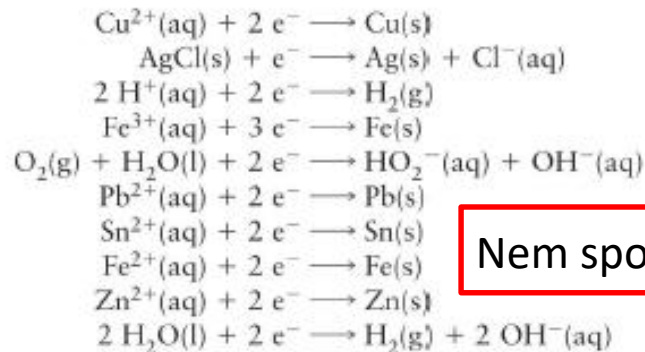 Cu²⁺(aq) + 2 e⁻ ⟶ Cu(s)
AgCl(s) + e⁻ ⟶ Ag(s) + Cl⁻(aq)
2 H⁺(aq) + 2 e⁻ ⟶ H₂(g)
Fe³⁺(aq) + 3 e⁻ ⟶ Fe(s)
O₂(g) + H₂O(l) + 2 e⁻ ⟶ HO₂⁻(aq) + OH⁻(aq)
Pb²⁺(aq) + 2 e⁻ ⟶ Pb(s)
Sn²⁺(aq) + 2 e⁻ ⟶ Sn(s)
Fe²⁺(aq) + 2 e⁻ ⟶ Fe(s)
Nem spo
Zn²⁺(aq) + 2 e⁻ ⟶ Zn(s)
2 H₂O(l) + 2 e⁻ ⟶ H₂(g) + 2 OH⁻(aq)